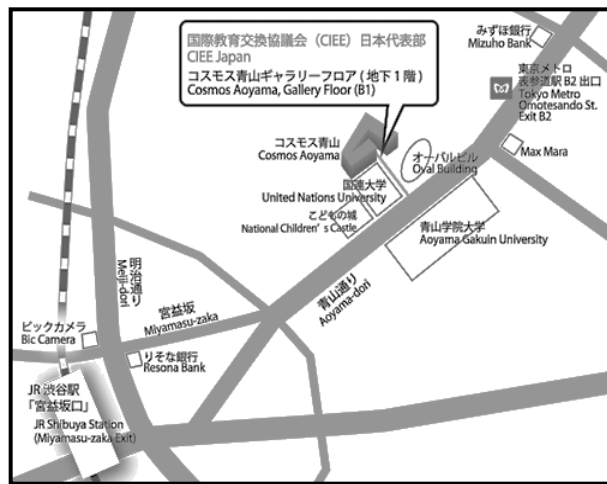 国際教育交換協議会（CIEE）日本代表部
CIEE Japan
コスモス青山ギャラリーフロア ( 地下 1 階 )
Cosmos Aoyama, Gallery Floor (B1)
みずほ銀行
Mizuho Bank
東京メトロ
表参道駅 B2 出口
Tokyo Metro
Omotesando St.
Exit B2
Max Mara
コスモス青山
Cosmos Aoyama
オーバルビル
Oval Building
国連大学
United Nations University
こどもの城
National Children's Castle
青山学院大学
Aoyama Gakuin University
明治通り
Meiji-dori
青山通り
Aoyama-dori
宮益坂
Miyamasu-zaka
ビックカメラ
Bic Camera
りそな銀行
Resona Bank
JR 渋谷駅
「宮益坂口」
JR Shibuya Station
(Miyamasu-zaka Exit)